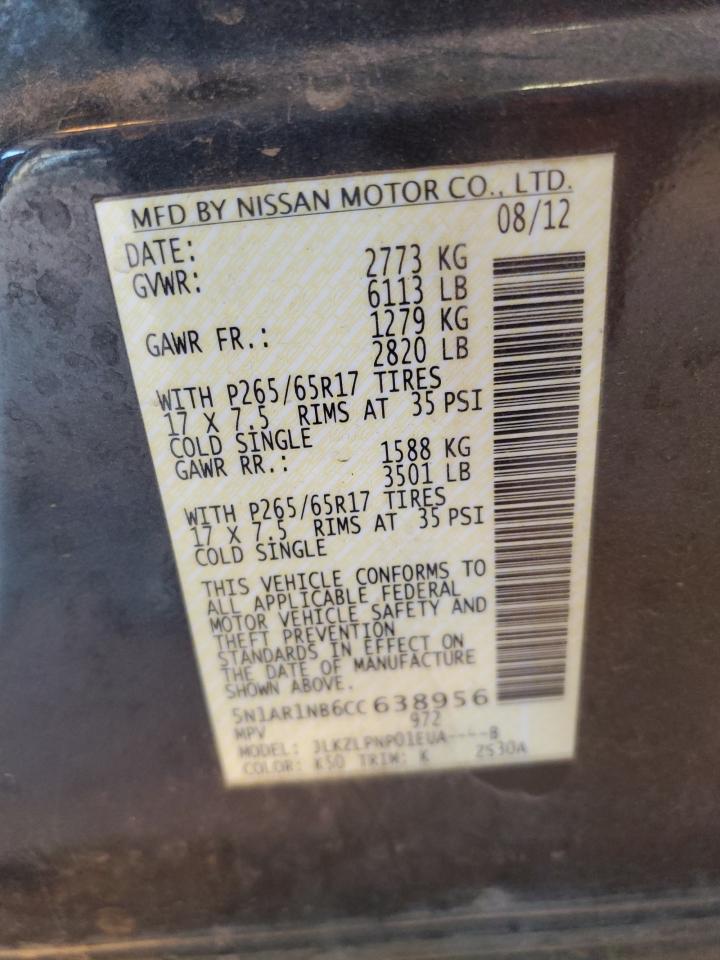 MFD BY NISSAN MOTOR CO., LTD.
DATE: 08/12
GVWR: 2773 KG
6113 LB
GAWR FR.: 1279 KG
2820 LB
WITH P265/65R17 TIRES
17 X 7.5 RIMS AT 35 PSI
COLD SINGLE
GAWR RR.: 1588 KG
3501 LB
WITH P265/65R17 TIRES
17 X 7.5 RIMS AT 35 PSI
COLD SINGLE
THIS VEHICLE CONFORMS TO
ALL APPLICABLE FEDERAL
MOTOR VEHICLE SAFETY AND
THEFT PREVENTION
STANDARDS IN EFFECT ON
THE DATE OF MANUFACTURE
SHOWN ABOVE.
5N1AR1NB6CC638956
MPV 972
MODEL: JLKZLPNP01EUA----B
COLOR: K50 TRIM: K ZS30A